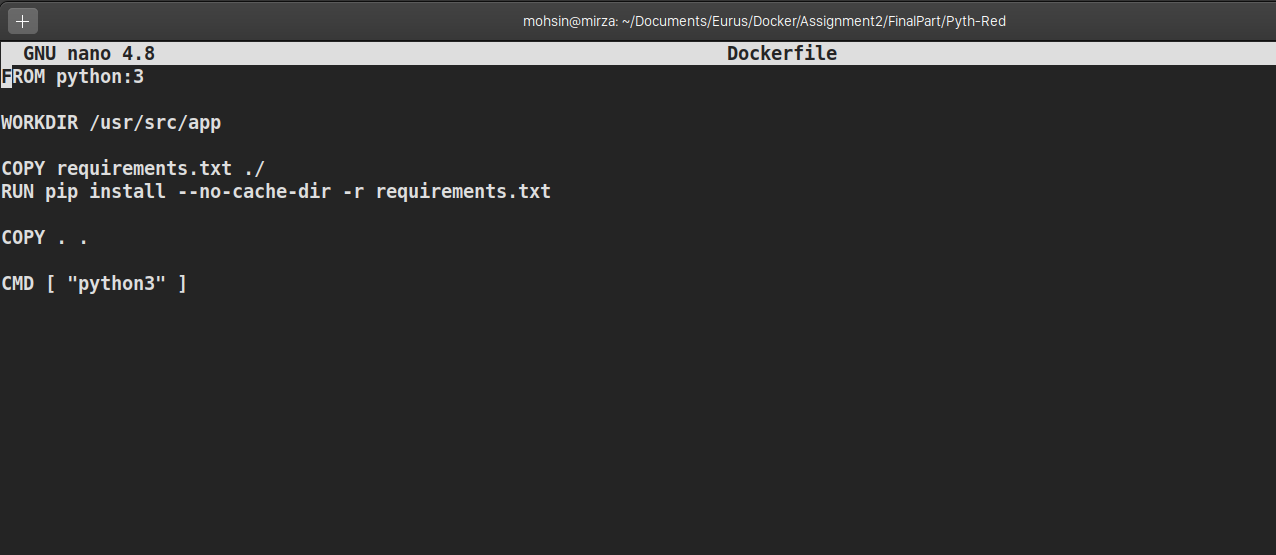 mohsin@mirza: ~/Documents/Eurus/Docker/Assignment2/FinalPart/Pyth-Red
GNU nano 4.8 Dockerfile
FROM python:3
WORKDIR /usr/src/app
COPY requirements.txt ./
RUN pip install --no-cache-dir -r requirements.txt
COPY . .
CMD [ "python3" ]